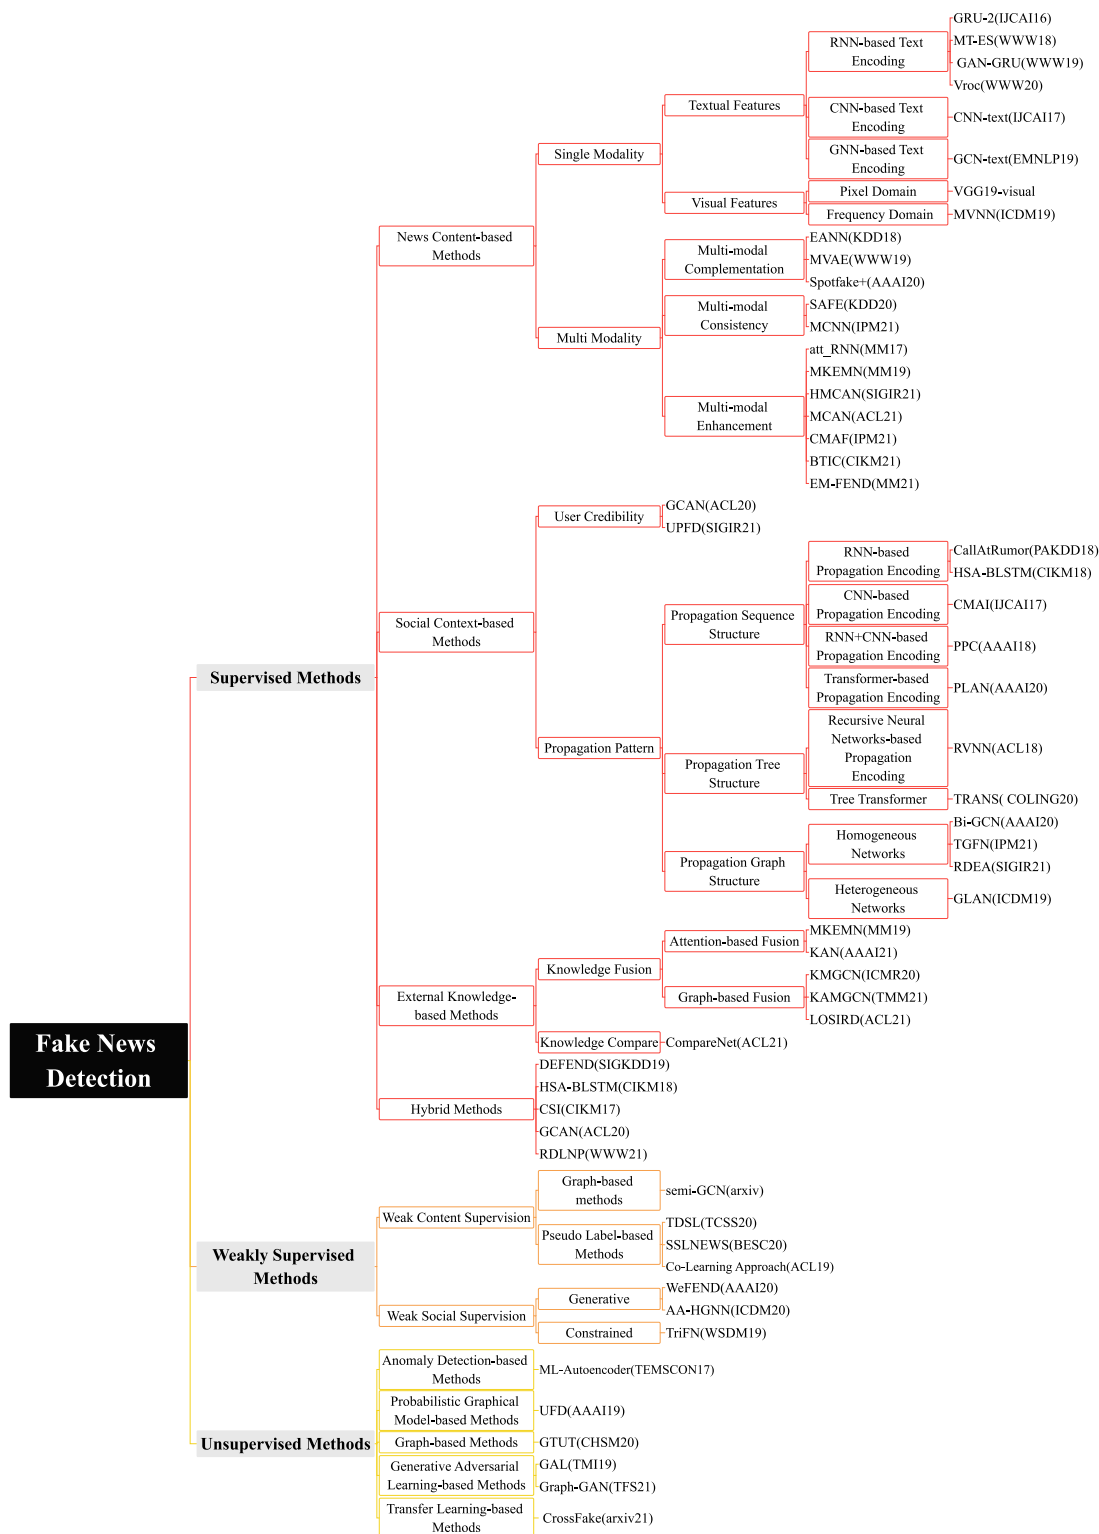 GRU-2(IJCAI16)
RNN-based Text
Encoding
MT-ES(WWW18)
GAN-GRU(WWW19)
Vroc(WWW20)
Textual Features
CNN-based Text
Encoding
CNN-text(IJCAI17)
Single Modality
GNN-based Text
Encoding
GCN-text(EMNLP19)
Visual Features
Pixel Domain
VGG19-visual
Frequency Domain
MVNN(ICDM19)
News Content-based
Methods
Multi-modal
Complementation
EANN(KDD18)
MVAE(WWW19)
Spotfake+(AAAI20)
Multi Modality
Multi-modal
Consistency
SAFE(KDD20)
MCNN(IPM21)
Multi-modal
Enhancement
att_RNN(MM17)
MKEMN(MM19)
HMCAN(SIGIR21)
MCAN(ACL21)
CMAF(IPM21)
BTIC(CIKM21)
EM-FEND(MM21)
User Credibility
GCAN(ACL20)
UPFD(SIGIR21)
Social Context-based
Methods
Propagation Sequence
Structure
RNN-based
Propagation Encoding
CallAtRumor(PAKDD18)
HSA-BLSTM(CIKM18)
CNN-based
Propagation Encoding
CMAI(IJCAI17)
RNN+CNN-based
Propagation Encoding
PPC(AAAI18)
Transformer-based
Propagation Encoding
PLAN(AAAI20)
Supervised Methods
Propagation Pattern
Propagation Tree
Structure
Recursive Neural
Networks-based
Propagation
Encoding
RVNN(ACL18)
Tree Transformer
TRANS( COLING20)
Propagation Graph
Structure
Homogeneous
Networks
Bi-GCN(AAAI20)
TGFN(IPM21)
RDEA(SIGIR21)
Heterogeneous
Networks
GLAN(ICDM19)
External Knowledge-
based Methods
Knowledge Fusion
Attention-based Fusion
MKEMN(MM19)
KAN(AAAI21)
Graph-based Fusion
KMGCN(ICMR20)
KAMGCN(TMM21)
LOSIRD(ACL21)
Knowledge Compare
CompareNet(ACL21)
Fake News
Detection
Hybrid Methods
DEFEND(SIGKDD19)
HSA-BLSTM(CIKM18)
CSI(CIKM17)
GCAN(ACL20)
RDLNP(WWW21)
Weakly Supervised
Methods
Weak Content Supervision
Graph-based
methods
semi-GCN(arxiv)
Pseudo Label-based
Methods
TDSL(TCSS20)
SSLNEWS(BESC20)
Co-Learning Approach(ACL19)
Weak Social Supervision
Generative
WeFEND(AAAI20)
AA-HGNN(ICDM20)
Constrained
TriFN(WSDM19)
Unsupervised Methods
Anomaly Detection-based
Methods
ML-Autoencoder(TEMSCON17)
Probabilistic Graphical
Model-based Methods
UFD(AAAI19)
Graph-based Methods
GTUT(CHSM20)
Generative Adversarial
Learning-based Methods
GAL(TMI19)
Graph-GAN(TFS21)
Transfer Learning-based
Methods
CrossFake(arxiv21)